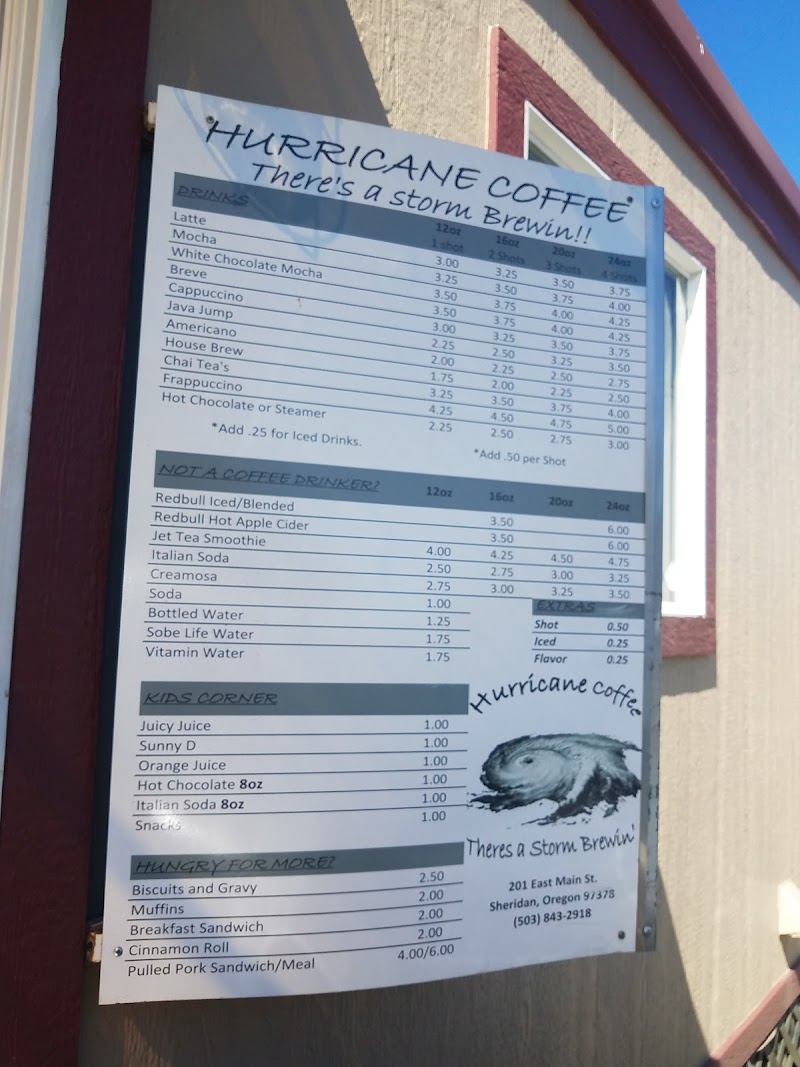 HURRICANE COFFEE
There's a storm Brewin!!
DRINKS 12oz 16oz 20oz 24oz
1 shot 2 Shots 3 Shots 4 Shots
Latte 3.00 3.25 3.50 3.75
Mocha 3.25 3.50 3.75 4.00
White Chocolate Mocha 3.50 3.75 4.00 4.25
Breve 3.50 3.75 4.00 4.25
Cappuccino 3.00 3.25 3.50 3.75
Java Jump 2.25 2.50 3.25 3.50
Americano 2.00 2.25 2.50 2.75
House Brew 1.75 2.00 2.25 2.50
Chai Tea's 3.25 3.50 3.75 4.00
Frappuccino 4.25 4.50 4.75 5.00
Hot Chocolate or Steamer 2.25 2.50 2.75 3.00
*Add .25 for Iced Drinks. *Add .50 per Shot
NOT A COFFEE DRINKER? 12oz 16oz 20oz 24oz
Redbull Iced/Blended 3.50 6.00
Redbull Hot Apple Cider 3.50 6.00
Jet Tea Smoothie 4.00 4.25 4.50 4.75
Italian Soda 2.50 2.75 3.00 3.25
Creamosa 2.75 3.00 3.25 3.50
Soda 1.00
Bottled Water 1.25
Sobe Life Water 1.75
Vitamin Water 1.75
EXTRAS
Shot 0.50
Iced 0.25
Flavor 0.25
KIDS CORNER
Juicy Juice 1.00
Sunny D 1.00
Orange Juice 1.00
Hot Chocolate 8oz 1.00
Italian Soda 8oz 1.00
Snacks 1.00
HUNGRY FOR MORE?
Biscuits and Gravy 2.50
Muffins 2.00
Breakfast Sandwich 2.00
Cinnamon Roll 2.00
Pulled Pork Sandwich/Meal 4.00/6.00
Hurricane Coffee
Theres a Storm Brewin'
201 East Main St.
Sheridan, Oregon 97378
(503) 843-2918